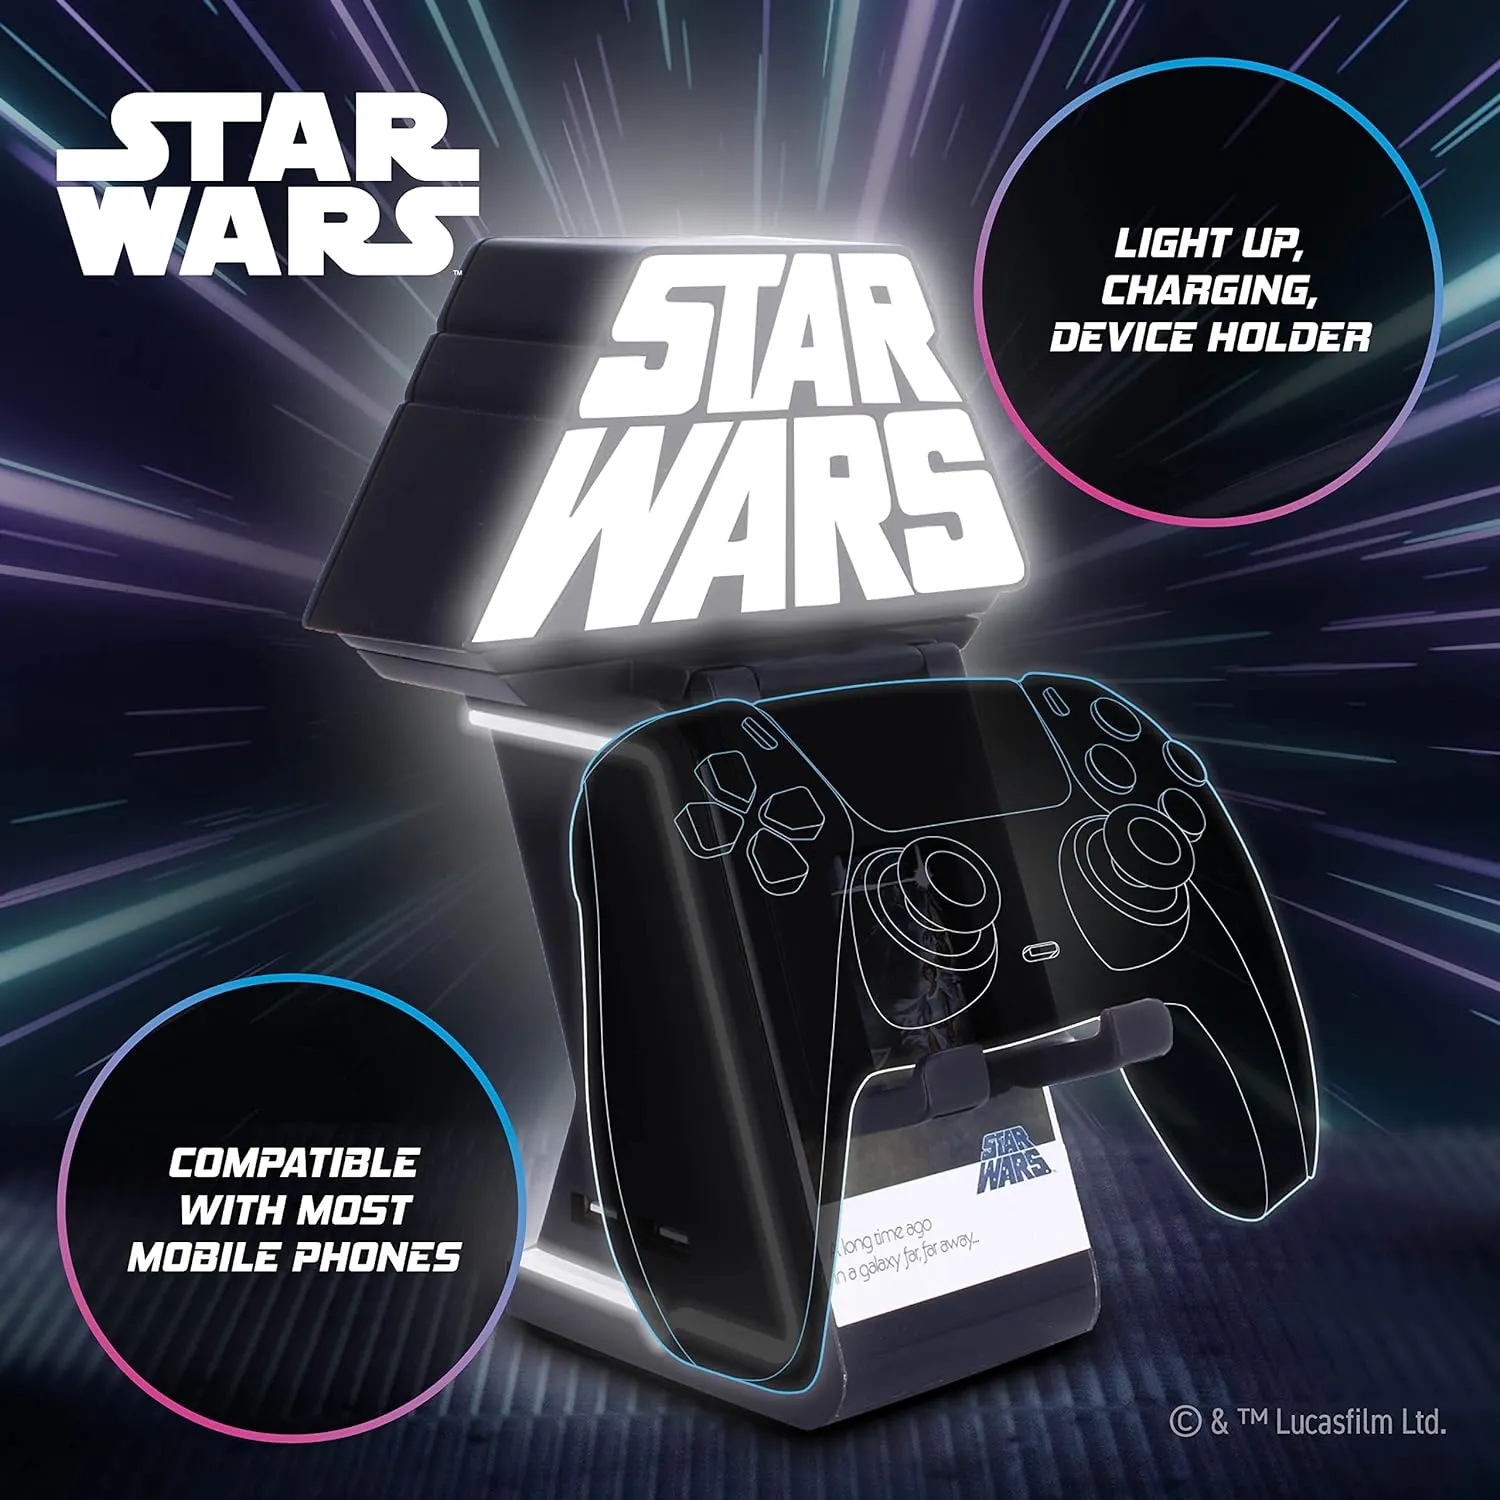 STAR
WARS
™
STAR
WARS
LIGHT UP,
CHARGING,
DEVICE HOLDER
COMPATIBLE
WITH MOST
MOBILE PHONES
STAR
WARS
long time ago
in a galaxy far, far away...
© & ™ Lucasfilm Ltd.